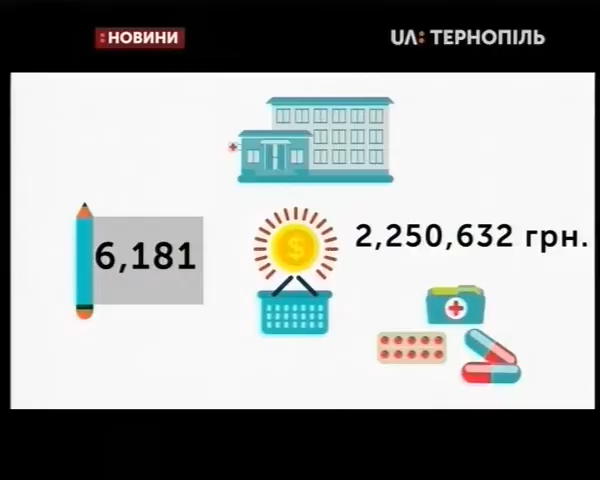 :НОВИНИ
UA: ТЕРНОПІЛЬ
6,181
2,250,632 грн.
$